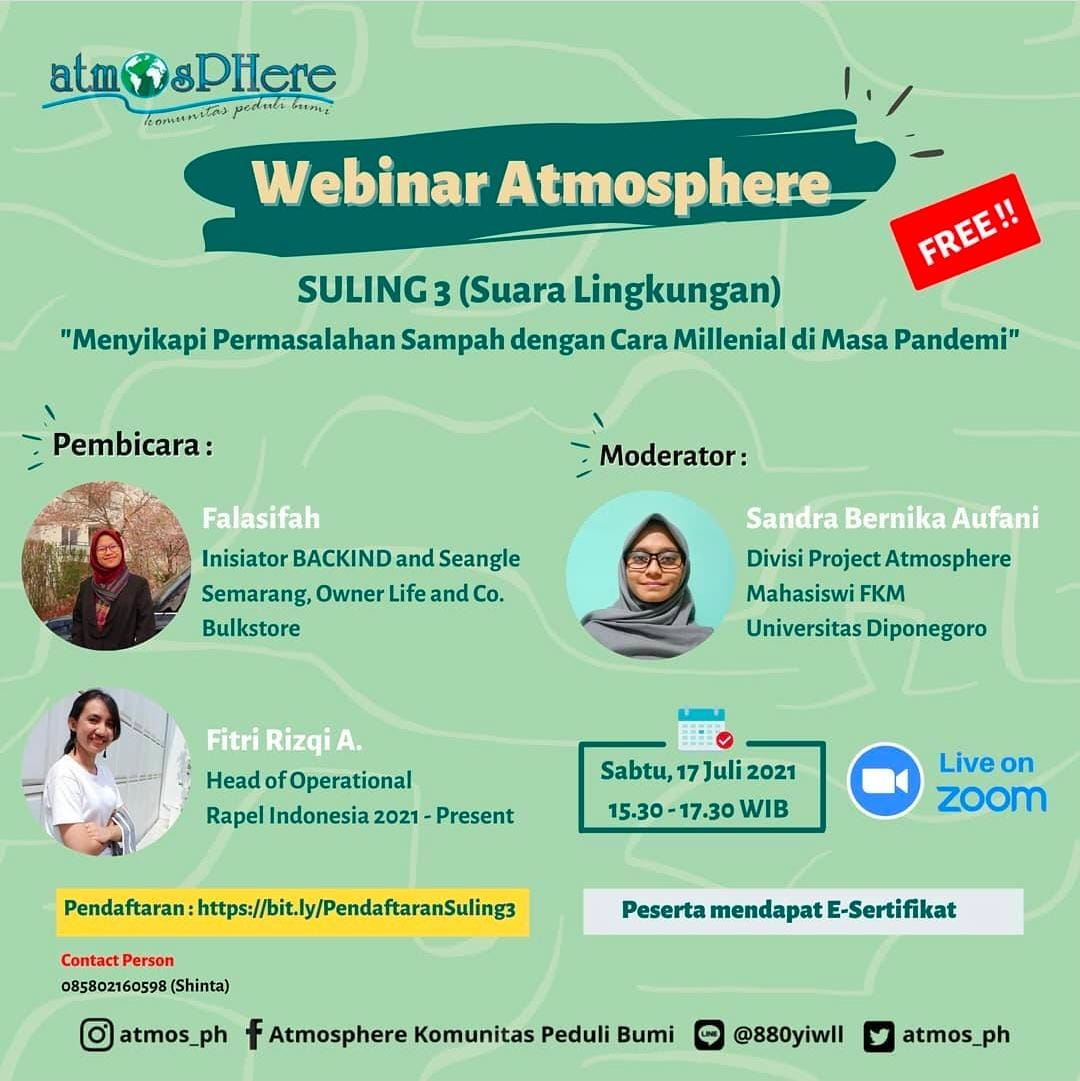 atmosPHere
komunitas peduli bumi
Webinar Atmosphere
FREE !!
SULING 3 (Suara Lingkungan)
"Menyikapi Permasalahan Sampah dengan Cara Millenial di Masa Pandemi"
Pembicara :
Falasifah
Inisiator BACKIND and Seangle
Semarang, Owner Life and Co.
Bulkstore
Fitri Rizqi A.
Head of Operational
Rapel Indonesia 2021 - Present
Moderator :
Sandra Bernika Aufani
Divisi Project Atmosphere
Mahasiswi FKM
Universitas Diponegoro
Sabtu, 17 Juli 2021
15.30 - 17.30 WIB
Live on
zoom
Pendaftaran : https://bit.ly/PendaftaranSuling3
Peserta mendapat E-Sertifikat
Contact Person
085802160598 (Shinta)
atmos_ph
Atmosphere Komunitas Peduli Bumi
LINE
@880yiwll
atmos_ph